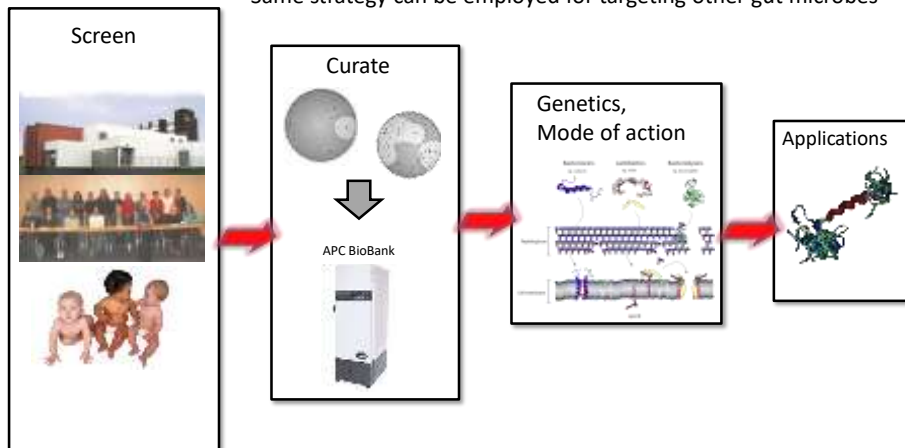 Same strategy can be employed for targeting other gut microbes
Screen
Curate
APC BioBank
Genetics,
Mode of action
Applications